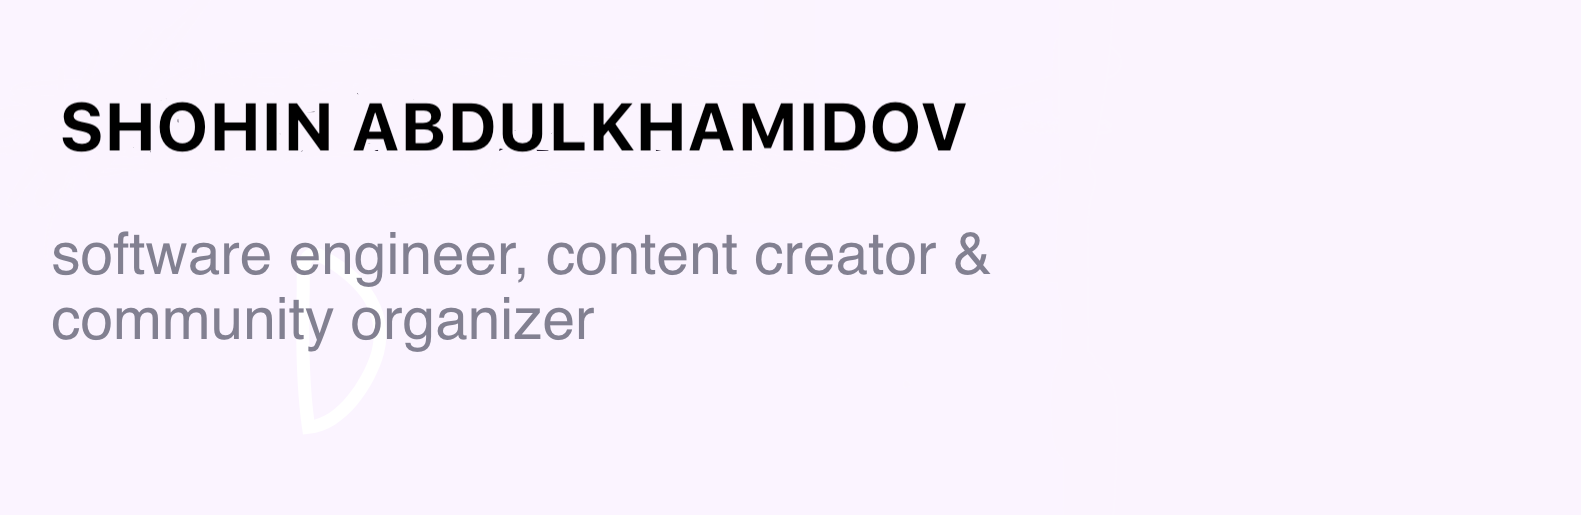 SHOHIN ABDULKHAMIDOV
software engineer, content creator &
community organizer